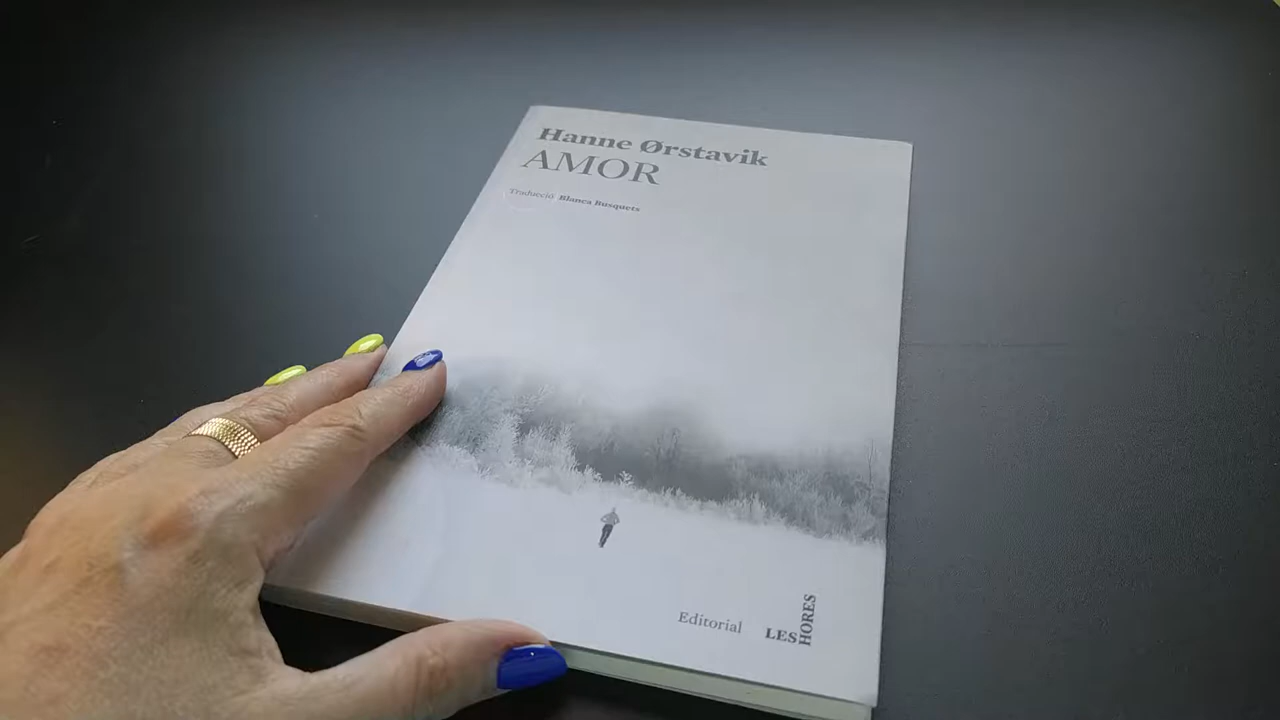 Hanne Ørstavik
AMOR
Traducció Blanca Busquets
Editorial LES HORES